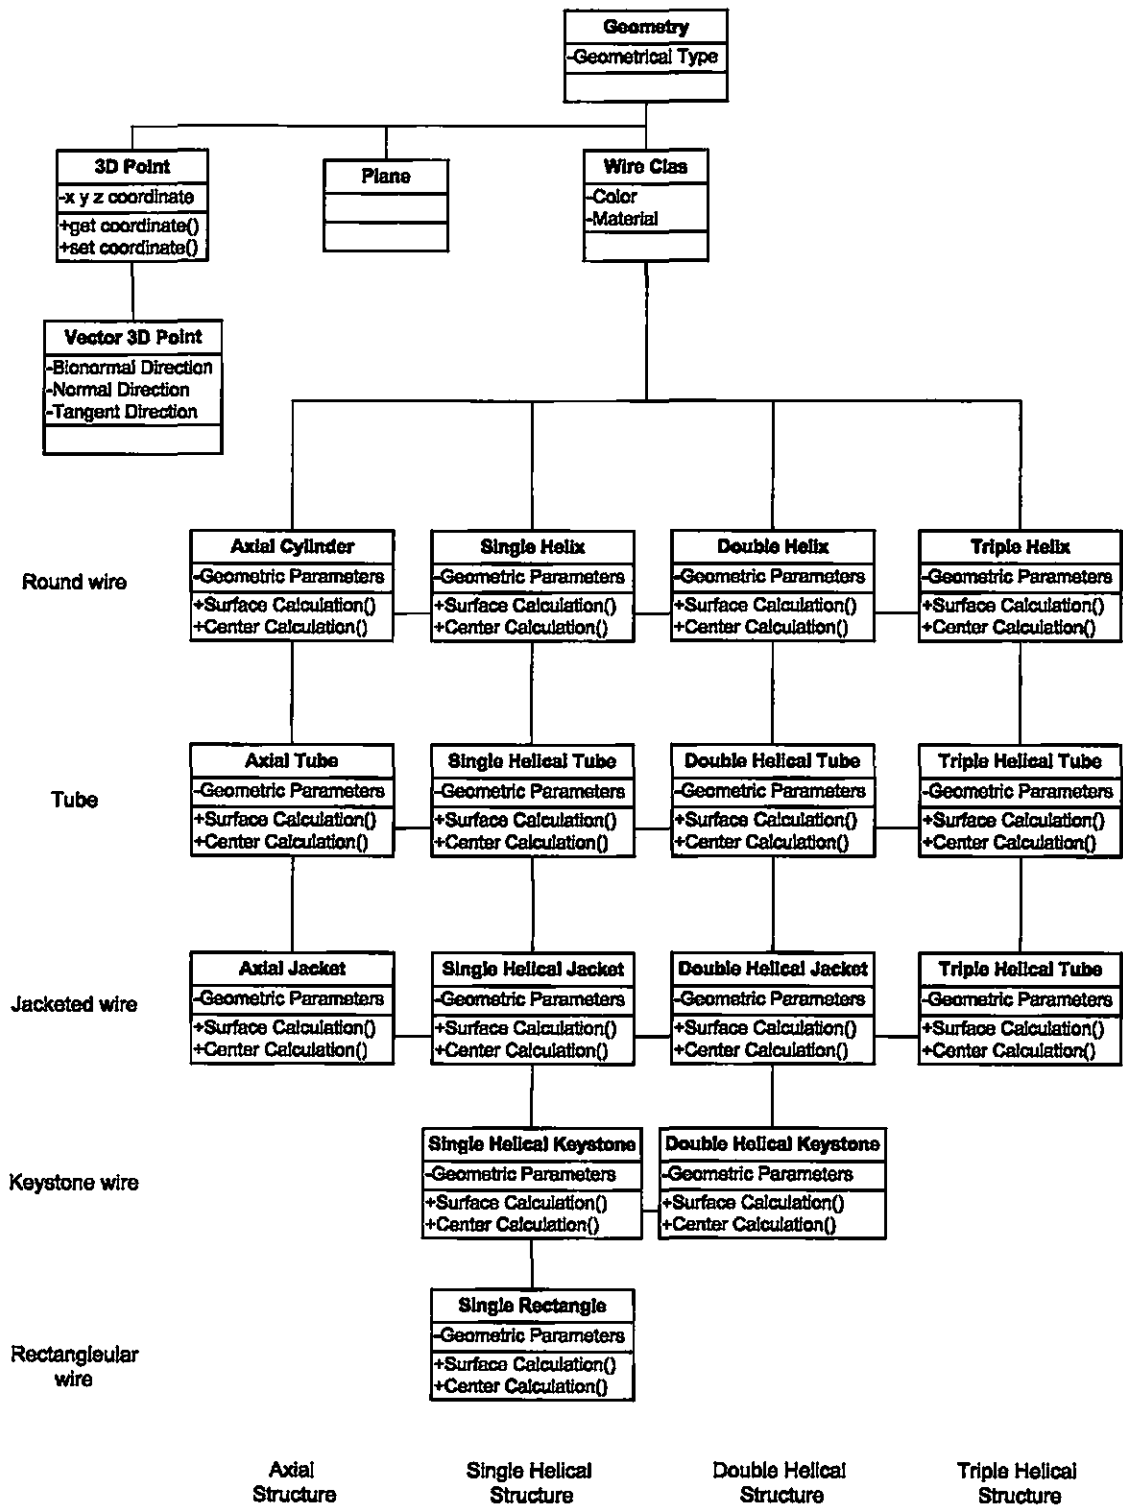 Geometry
-Geometrical Type
3D Point
-x y z coordinate
+get coordinate()
+set coordinate()
Plane
Wire Clas
-Color
-Material
Vector 3D Point
-Bionormal Direction
-Normal Direction
-Tangent Direction
Round wire
Axial Cylinder
-Geometric Parameters
+Surface Calculation()
+Center Calculation()
Single Helix
-Geometric Parameters
+Surface Calculation()
+Center Calculation()
Double Helix
-Geometric Parameters
+Surface Calculation()
+Center Calculation()
Triple Helix
-Geometric Parameters
+Surface Calculation()
+Center Calculation()
Tube
Axial Tube
-Geometric Parameters
+Surface Calculation()
+Center Calculation()
Single Helical Tube
-Geometric Parameters
+Surface Calculation()
+Center Calculation()
Double Helical Tube
-Geometric Parameters
+Surface Calculation()
+Center Calculation()
Triple Helical Tube
-Geometric Parameters
+Surface Calculation()
+Center Calculation()
Jacketed wire
Axial Jacket
-Geometric Parameters
+Surface Calculation()
+Center Calculation()
Single Helical Jacket
-Geometric Parameters
+Surface Calculation()
+Center Calculation()
Double Helical Jacket
-Geometric Parameters
+Surface Calculation()
+Center Calculation()
Triple Helical Tube
-Geometric Parameters
+Surface Calculation()
+Center Calculation()
Keystone wire
Single Helical Keystone
-Geometric Parameters
+Surface Calculation()
+Center Calculation()
Double Helical Keystone
-Geometric Parameters
+Surface Calculation()
+Center Calculation()
Rectangleular
wire
Single Rectangle
-Geometric Parameters
+Surface Calculation()
+Center Calculation()
Axial
Structure
Single Helical
Structure
Double Helical
Structure
Triple Helical
Structure